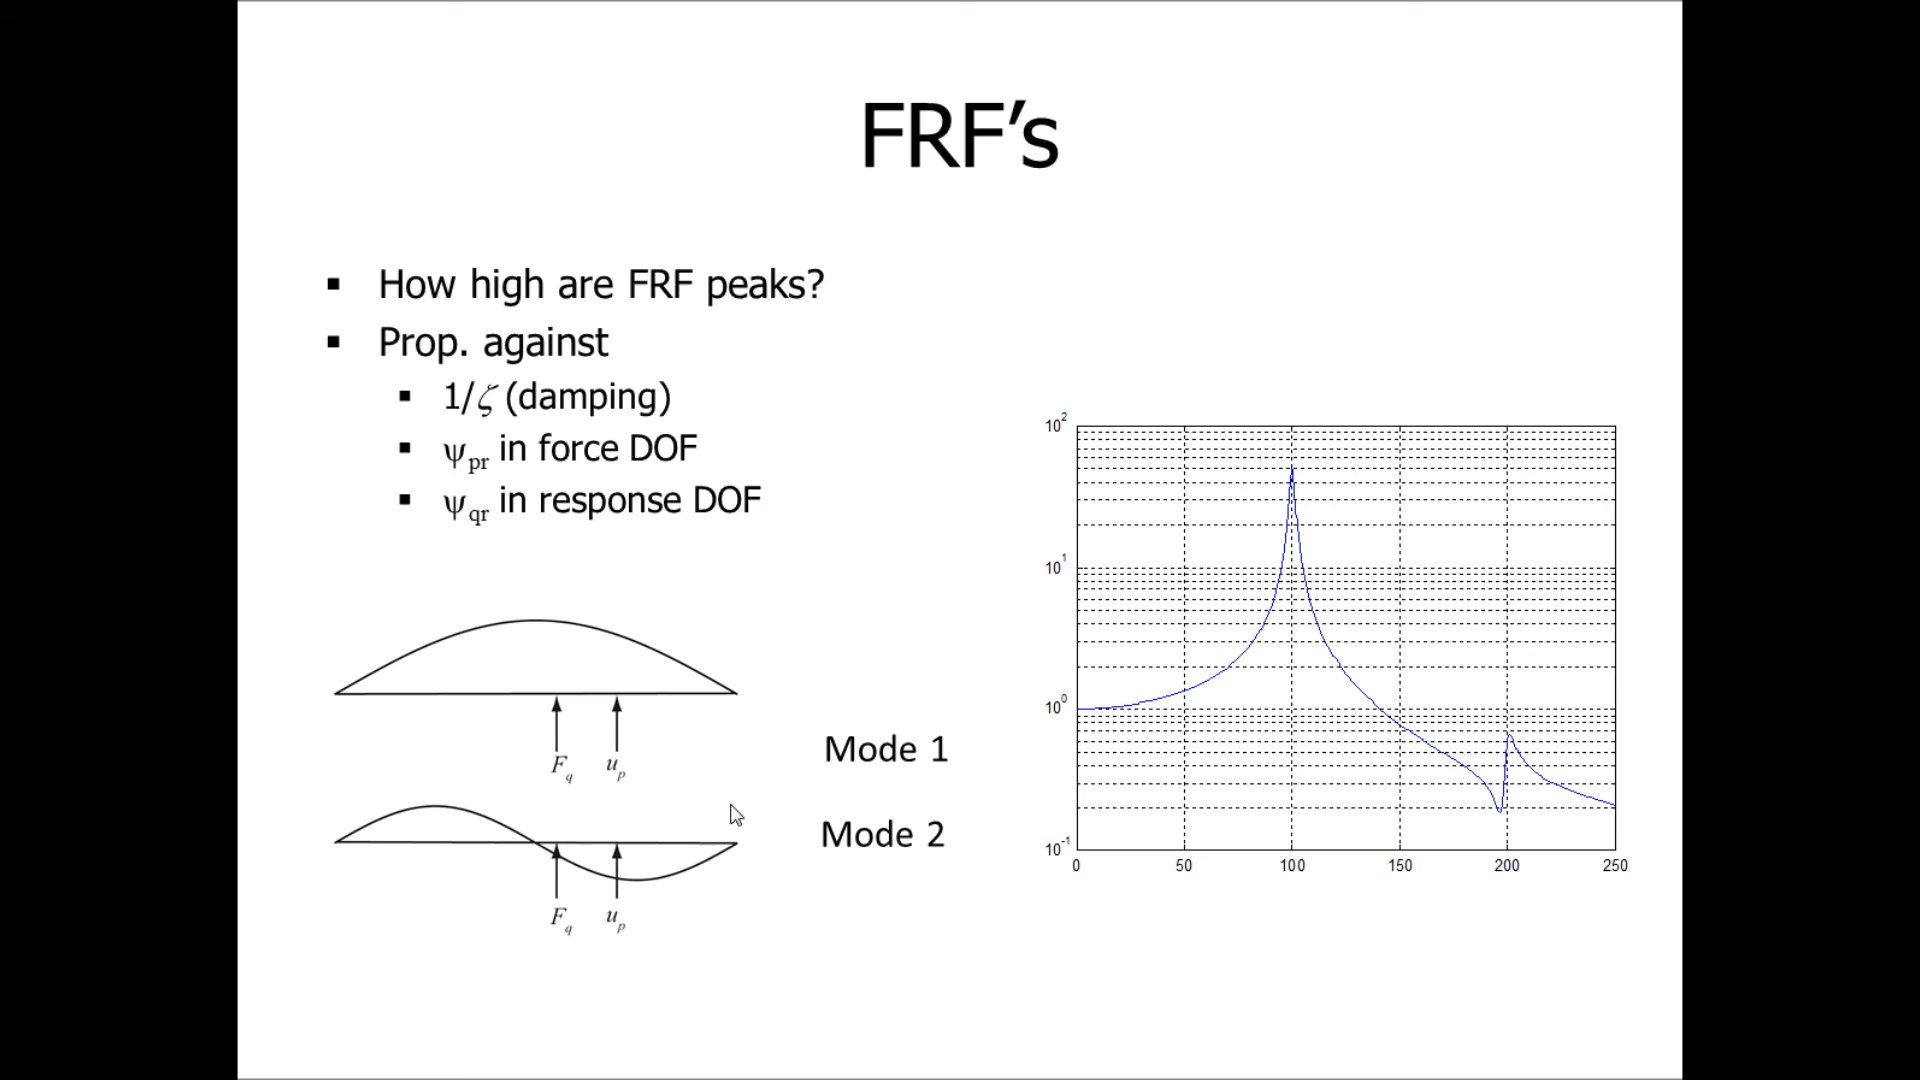 FRF’s
▪ How high are FRF peaks?
▪ Prop. against
▪ 1/ζ (damping)
▪ ψpr in force DOF
▪ ψqr in response DOF
Fq up
Mode 1
Mode 2
Fq up
10²
10¹
10⁰
10⁻¹
0 50 100 150 200 250